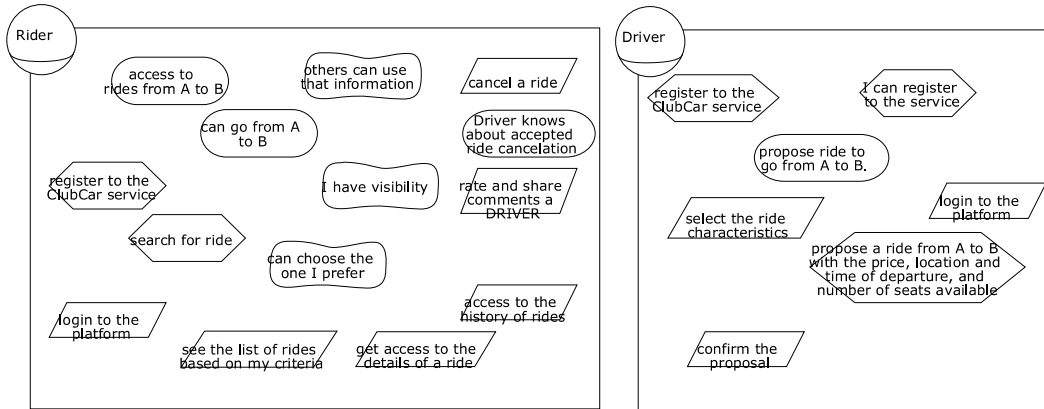 Rider
access to
rides from A to B
others can use
that information
cancel a ride
can go from A
to B
Driver knows
about accepted
ride cancelation
register to the
ClubCar service
I have visibility
rate and share
comments a
DRIVER
search for ride
can choose the
one I prefer
login to the
platform
access to the
history of rides
see the list of rides
based on my criteria
get access to the
details of a ride
Driver
register to the
ClubCar service
I can register
to the service
propose ride to
go from A to B.
select the ride
characteristics
login to the
platform
propose a ride from A to B
with the price, location and
time of departure, and
number of seats available
confirm the
proposal